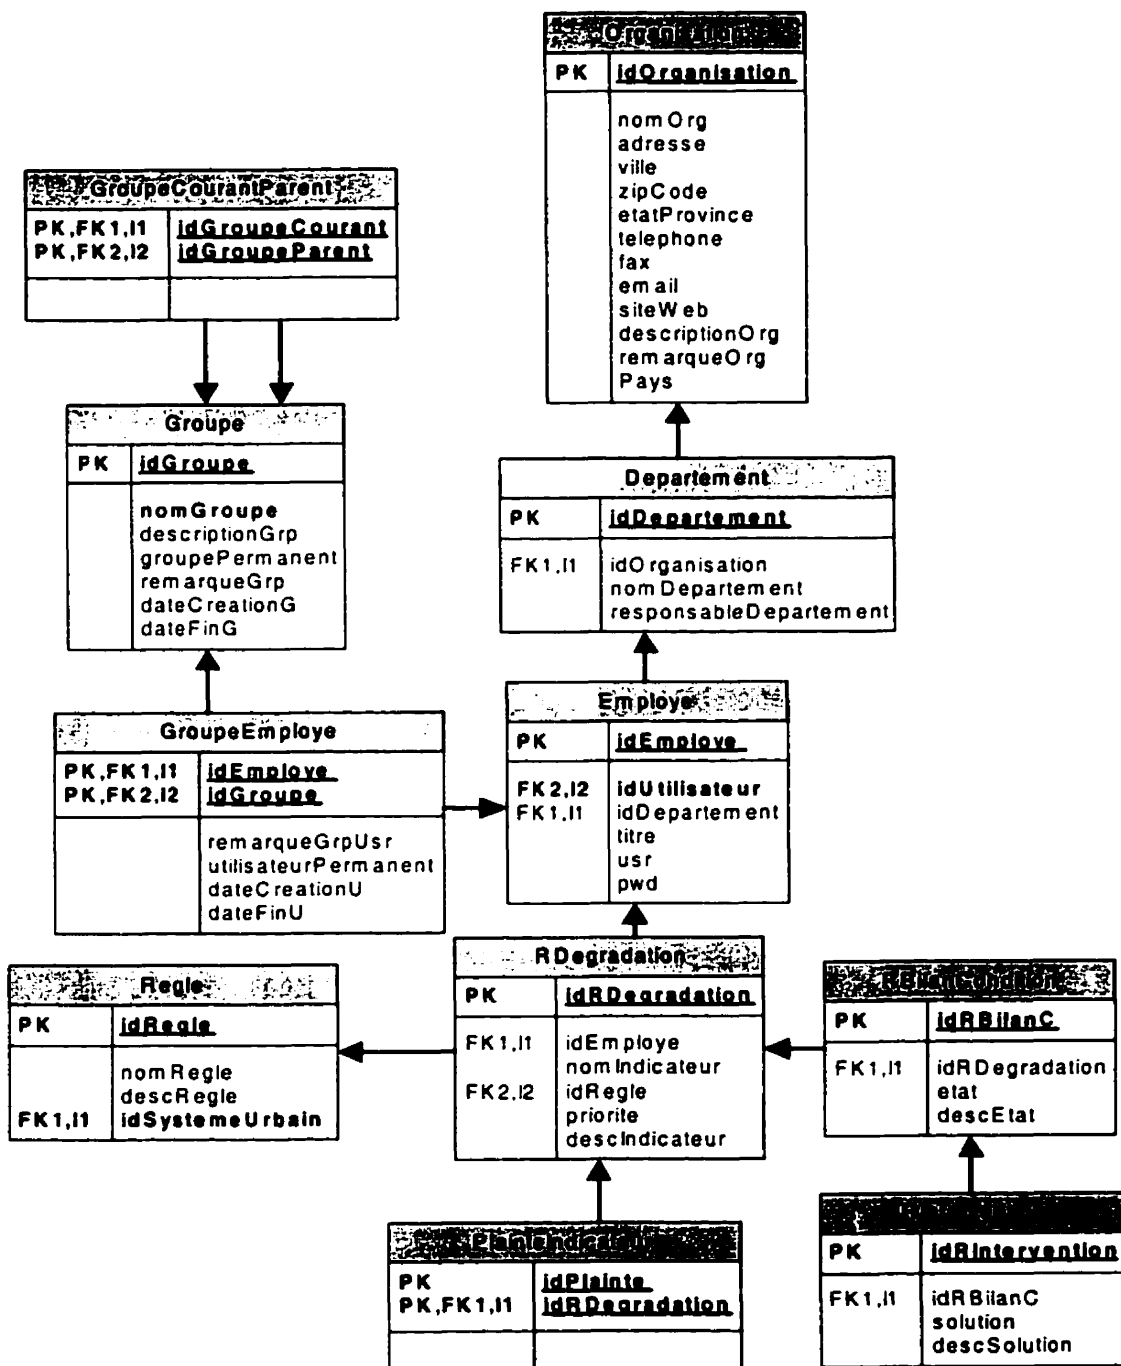 Organisation
PK idOrganisation
nomOrg
adresse
ville
zipCode
etatProvince
telephone
fax
email
siteWeb
descriptionOrg
remarqueOrg
Pays
GroupeCourantParent
PK,FK1,I1 idGroupeCourant
PK,FK2,I2 idGroupeParent
Groupe
PK idGroupe
nomGroupe
descriptionGrp
groupePermanent
remarqueGrp
dateCreationG
dateFinG
Departement
PK idDepartement
FK1,I1 idOrganisation
nomDepartement
responsableDepartement
GroupeEmploye
PK,FK1,I1 idEmploye
PK,FK2,I2 idGroupe
remarqueGrpUsr
utilisateurPermanent
dateCreationU
dateFinU
Employe
PK idEmploye
FK2,I2 idUtilisateur
FK1,I1 idDepartement
titre
usr
pwd
Regle
PK idRegle
nomRegle
descRegle
FK1,I1 idSystemeUrbain
RDegradation
PK idRDegradation
FK1,I1 idEmploye
nomIndicateur
FK2,I2 idRegle
priorite
descIndicateur
RBilanCondition
PK idRBilanC
FK1,I1 idRDegradation
etat
descEtat
PK idPlainte
PK,FK1,I1 idRDegradation
PK idRIntervention
FK1,I1 idRBilanC
solution
descSolution